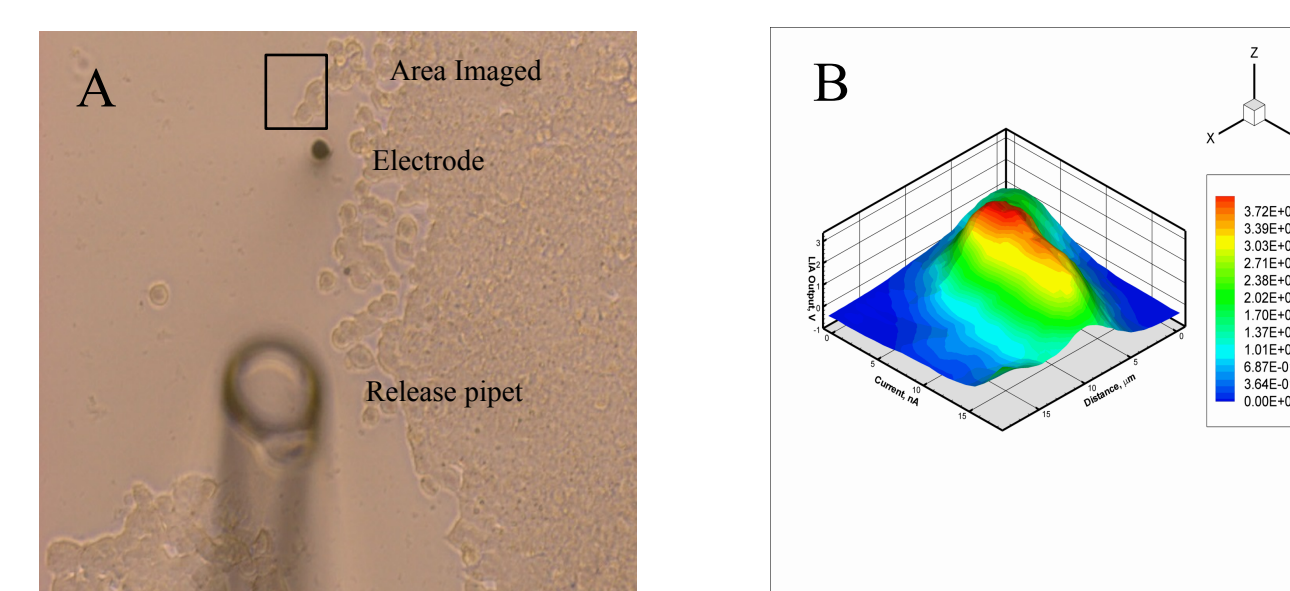 A
Area Imaged
Electrode
Release pipet
B
Z
X
3.72E+0
3.39E+0
3.03E+0
2.71E+0
2.38E+0
2.02E+0
1.70E+0
1.37E+0
1.01E+0
6.87E-0
3.64E-0
0.00E+0
3
2
1
0
-1
LIA Output, V
0
5
10
15
Current, nA
0
5
10
15
Distance, μm